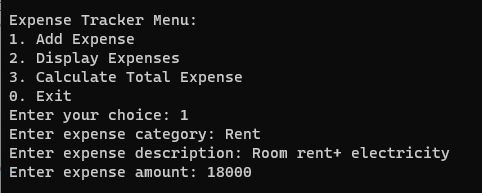 Expense Tracker Menu:
1. Add Expense
2. Display Expenses
3. Calculate Total Expense
0. Exit
Enter your choice: 1
Enter expense category: Rent
Enter expense description: Room rent+ electricity
Enter expense amount: 18000